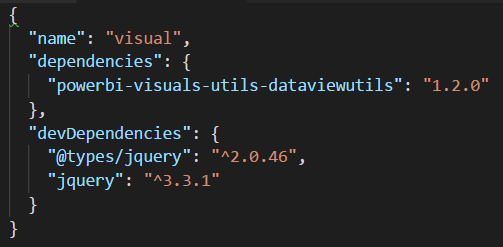 {
  "name": "visual",
  "dependencies": {
    "powerbi-visuals-utils-dataviewutils": "1.2.0"
  },
  "devDependencies": {
    "@types/jquery": "^2.0.46",
    "jquery": "^3.3.1"
  }
}